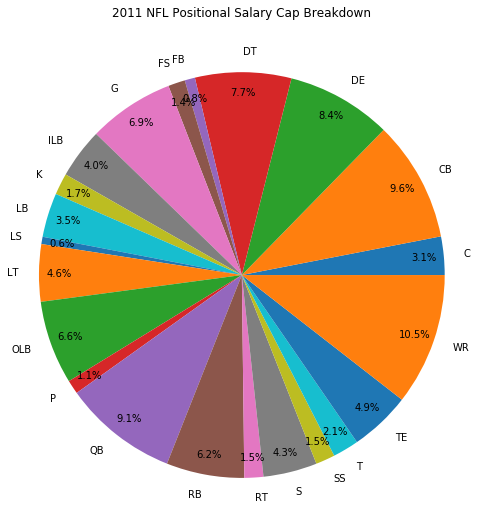 2011 NFL Positional Salary Cap Breakdown
C
3.1%
CB
9.6%
DE
8.4%
DT
7.7%
FB
0.8%
FS
1.4%
G
6.9%
ILB
4.0%
K
1.7%
LB
3.5%
LS
0.6%
LT
4.6%
OLB
6.6%
P
1.1%
QB
9.1%
RB
6.2%
RT
1.5%
S
4.3%
SS
1.5%
T
2.1%
TE
4.9%
WR
10.5%